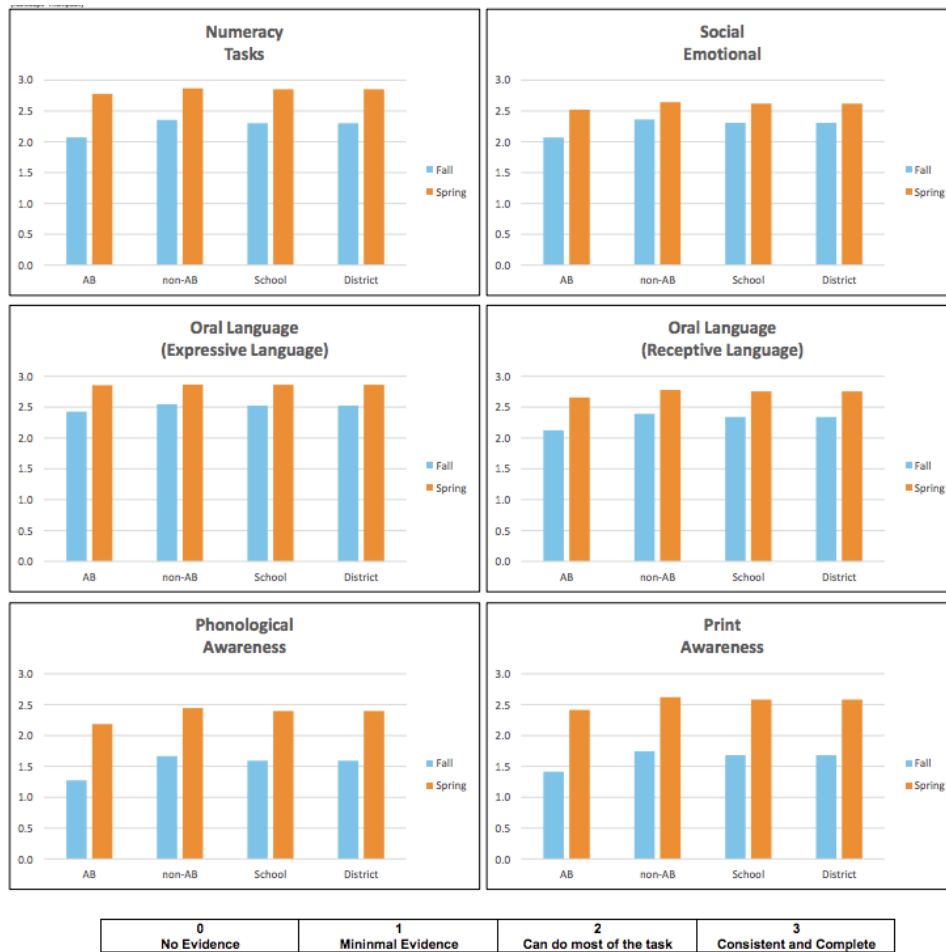 Numeracy
Tasks
3.0
2.5
2.0
1.5
1.0
0.5
0.0
AB non-AB School District
Fall
Spring
Social
Emotional
3.0
2.5
2.0
1.5
1.0
0.5
0.0
AB non-AB School District
Fall
Spring
Oral Language
(Expressive Language)
3.0
2.5
2.0
1.5
1.0
0.5
0.0
AB non-AB School District
Fall
Spring
Oral Language
(Receptive Language)
3.0
2.5
2.0
1.5
1.0
0.5
0.0
AB non-AB School District
Fall
Spring
Phonological
Awareness
3.0
2.5
2.0
1.5
1.0
0.5
0.0
AB non-AB School District
Fall
Spring
Print
Awareness
3.0
2.5
2.0
1.5
1.0
0.5
0.0
AB non-AB School District
Fall
Spring
0 1 2 3
No Evidence Mininmal Evidence Can do most of the task Consistent and Complete